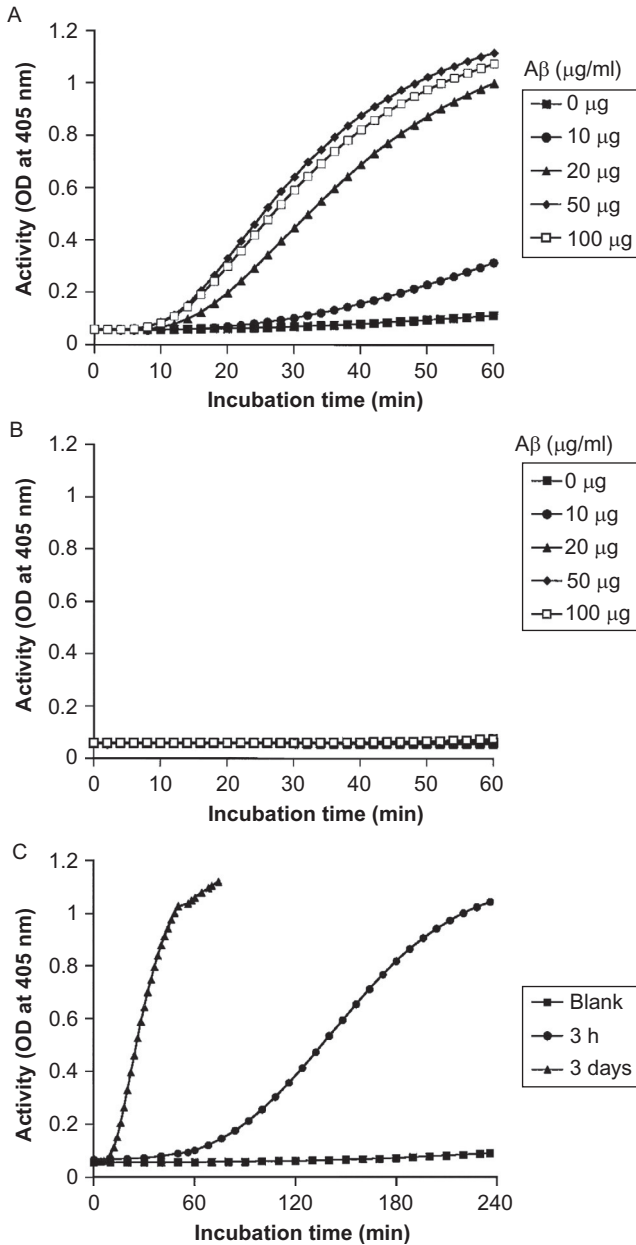 A
1.2
1
0.8
0.6
0.4
0.2
0
Activity (OD at 405 nm)
0 10 20 30 40 50 60
Incubation time (min)
Aβ (μg/ml)
0 μg
10 μg
20 μg
50 μg
100 μg
B
1.2
1
0.8
0.6
0.4
0.2
0
Activity (OD at 405 nm)
0 10 20 30 40 50 60
Incubation time (min)
Aβ (μg/ml)
0 μg
10 μg
20 μg
50 μg
100 μg
C
1.2
1
0.8
0.6
0.4
0.2
0
Activity (OD at 405 nm)
0 60 120 180 240
Incubation time (min)
Blank
3 h
3 days